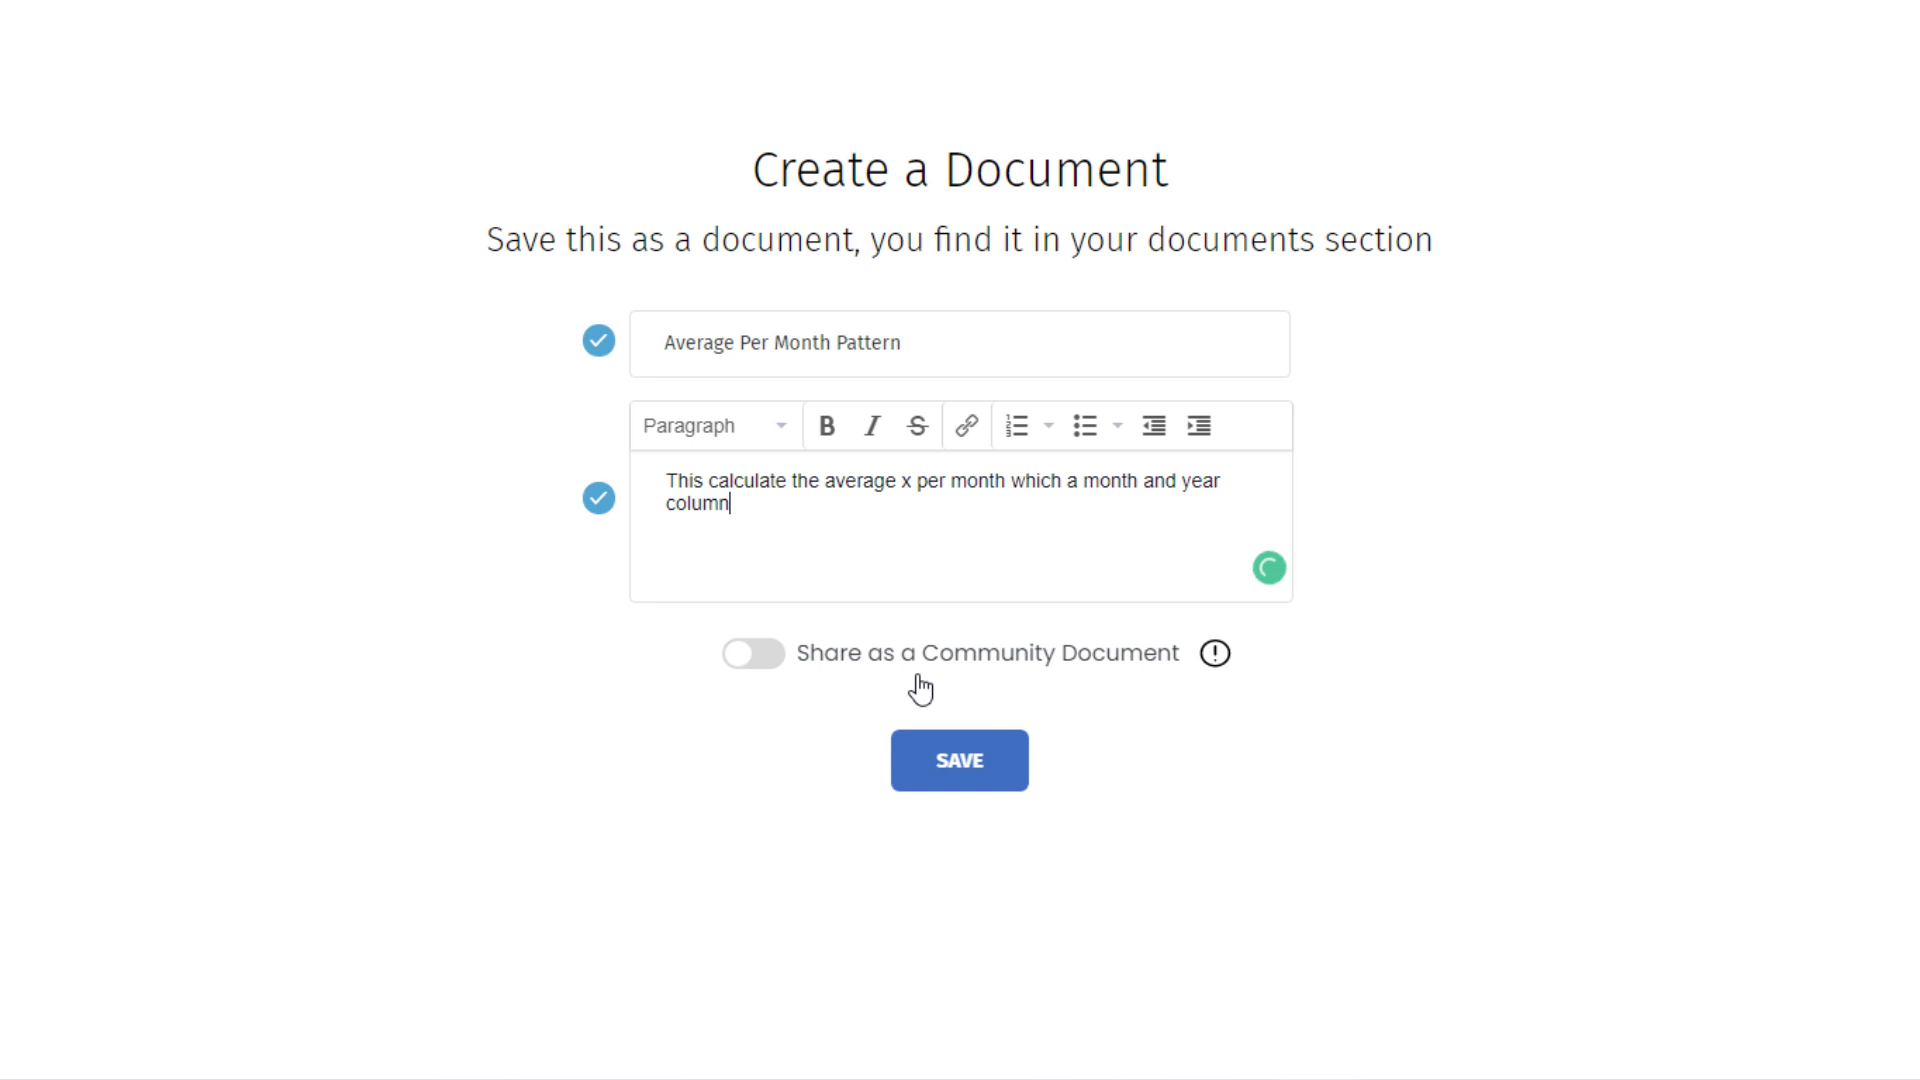 Create a Document
Save this as a document, you find it in your documents section
Average Per Month Pattern
Paragraph
This calculate the average x per month which a month and year
column
Share as a Community Document
SAVE